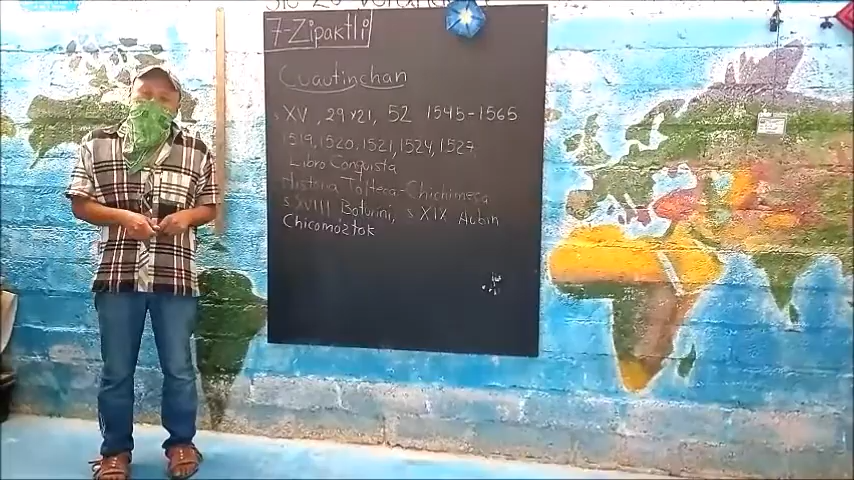 7-Zipaktli
Cuautinchan
XV, 29×21, 52 1545-1565
1519, 1520, 1521, 1524, 1527
Libro Conquista
Historia Tolteca-Chichimeca
s XVIII Boturini, s XIX Aubin
Chicomoztok